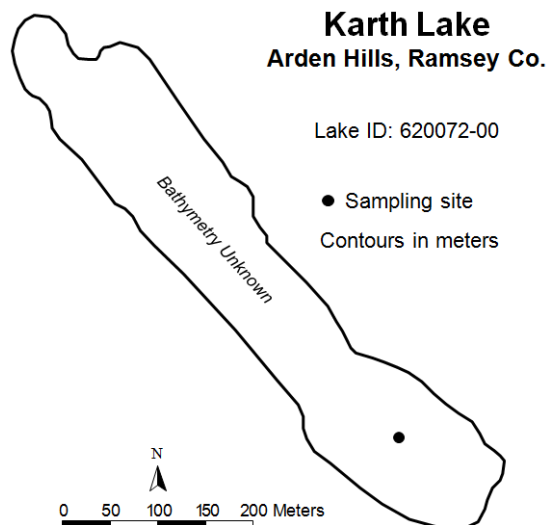 Karth Lake
Arden Hills, Ramsey Co.
Lake ID: 620072-00
Sampling site
Contours in meters
Bathymetry Unknown
N
0 50 100 150 200 Meters